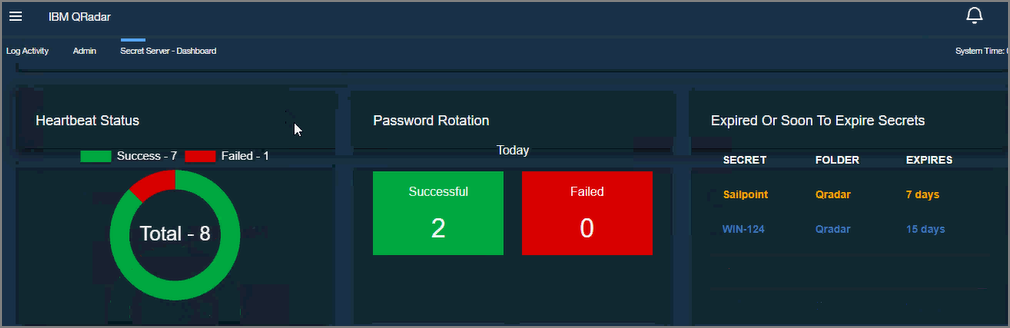 IBM QRadar
Log Activity Admin Secret Server - Dashboard System Time:
Heartbeat Status
Success - 7 Failed - 1
Total - 8
Password Rotation
Today
Successful Failed
2 0
Expired Or Soon To Expire Secrets
SECRET FOLDER EXPIRES
Sailpoint Qradar 7 days
WIN-124 Qradar 15 days